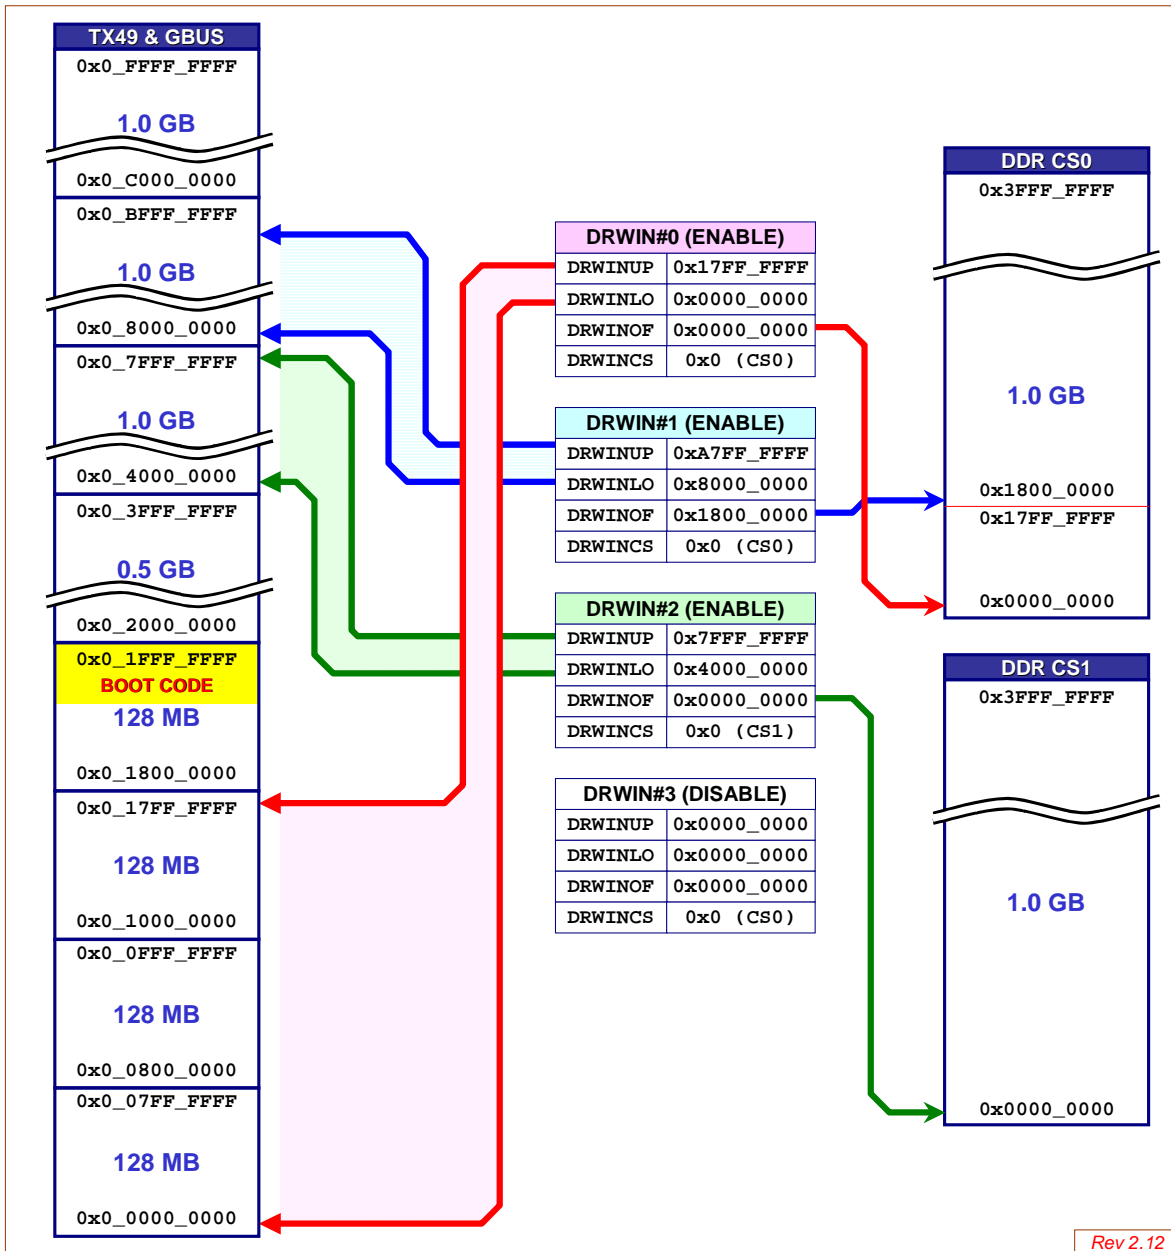 TX49 & GBUS
0x0_FFFF_FFFF
1.0 GB
0x0_C000_0000
0x0_BFFF_FFFF
1.0 GB
0x0_8000_0000
0x0_7FFF_FFFF
1.0 GB
0x0_4000_0000
0x0_3FFF_FFFF
0.5 GB
0x0_2000_0000
0x0_1FFF_FFFF
BOOT CODE
128 MB
0x0_1800_0000
0x0_17FF_FFFF
128 MB
0x0_1000_0000
0x0_0FFF_FFFF
128 MB
0x0_0800_0000
0x0_07FF_FFFF
128 MB
0x0_0000_0000
DRWIN#0 (ENABLE)
DRWINUP 0x17FF_FFFF
DRWINLO 0x0000_0000
DRWINOF 0x0000_0000
DRWINCS 0x0 (CS0)
DRWIN#1 (ENABLE)
DRWINUP 0xA7FF_FFFF
DRWINLO 0x8000_0000
DRWINOF 0x1800_0000
DRWINCS 0x0 (CS0)
DRWIN#2 (ENABLE)
DRWINUP 0x7FFF_FFFF
DRWINLO 0x4000_0000
DRWINOF 0x0000_0000
DRWINCS 0x0 (CS1)
DRWIN#3 (DISABLE)
DRWINUP 0x0000_0000
DRWINLO 0x0000_0000
DRWINOF 0x0000_0000
DRWINCS 0x0 (CS0)
DDR CS0
0x3FFF_FFFF
1.0 GB
0x1800_0000
0x17FF_FFFF
0x0000_0000
DDR CS1
0x3FFF_FFFF
1.0 GB
0x0000_0000
Rev 2.12